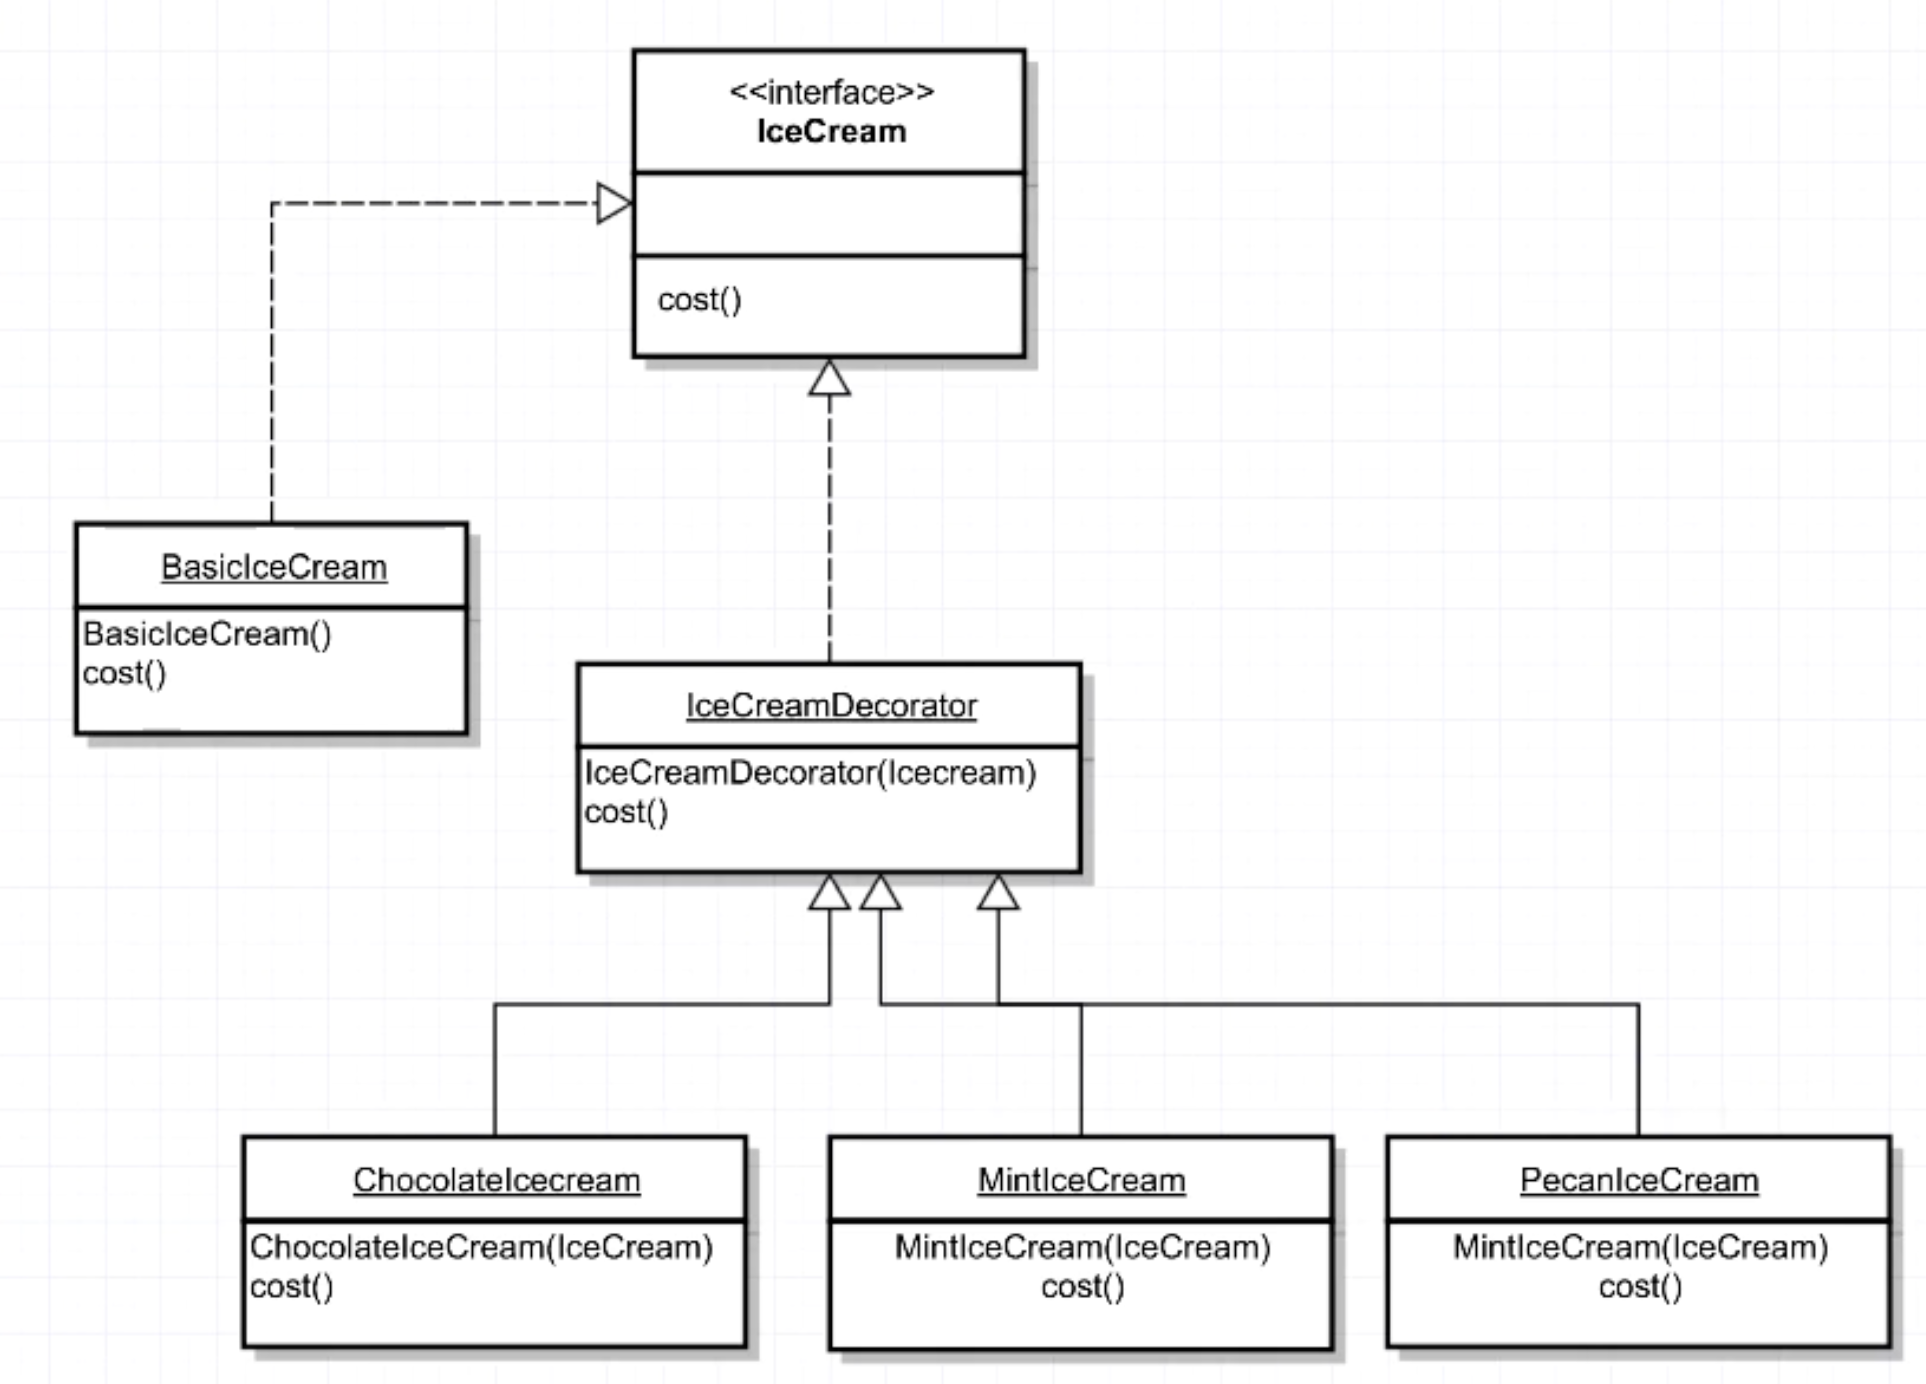 <<interface>>
IceCream
cost()
BasicIceCream
BasicIceCream()
cost()
IceCreamDecorator
IceCreamDecorator(Icecream)
cost()
ChocolateIcecream
ChocolateIceCream(IceCream)
cost()
MintIceCream
MintIceCream(IceCream)
cost()
PecanIceCream
MintIceCream(IceCream)
cost()